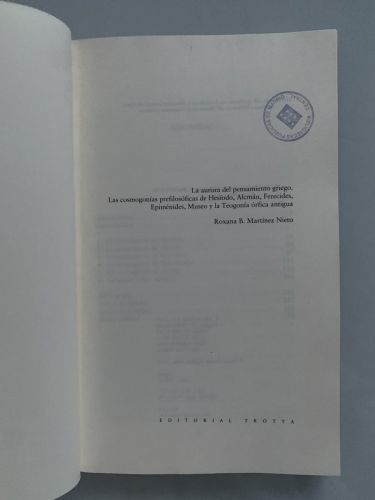 La aurora del pensamiento griego.
Las cosmogonías prefilosóficas de Hesíodo, Alcmán, Ferecides,
Epiménides, Museo y la Teogonía órfica antigua
Roxana B. Martínez Nieto
EDITORIAL TROTTA